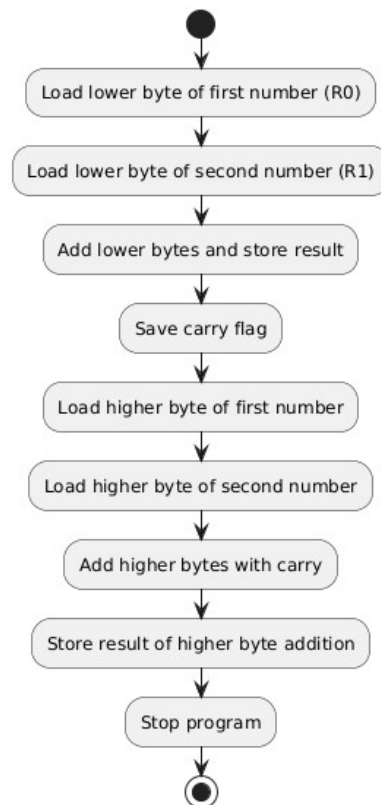 Load lower byte of first number (R0)
Load lower byte of second number (R1)
Add lower bytes and store result
Save carry flag
Load higher byte of first number
Load higher byte of second number
Add higher bytes with carry
Store result of higher byte addition
Stop program